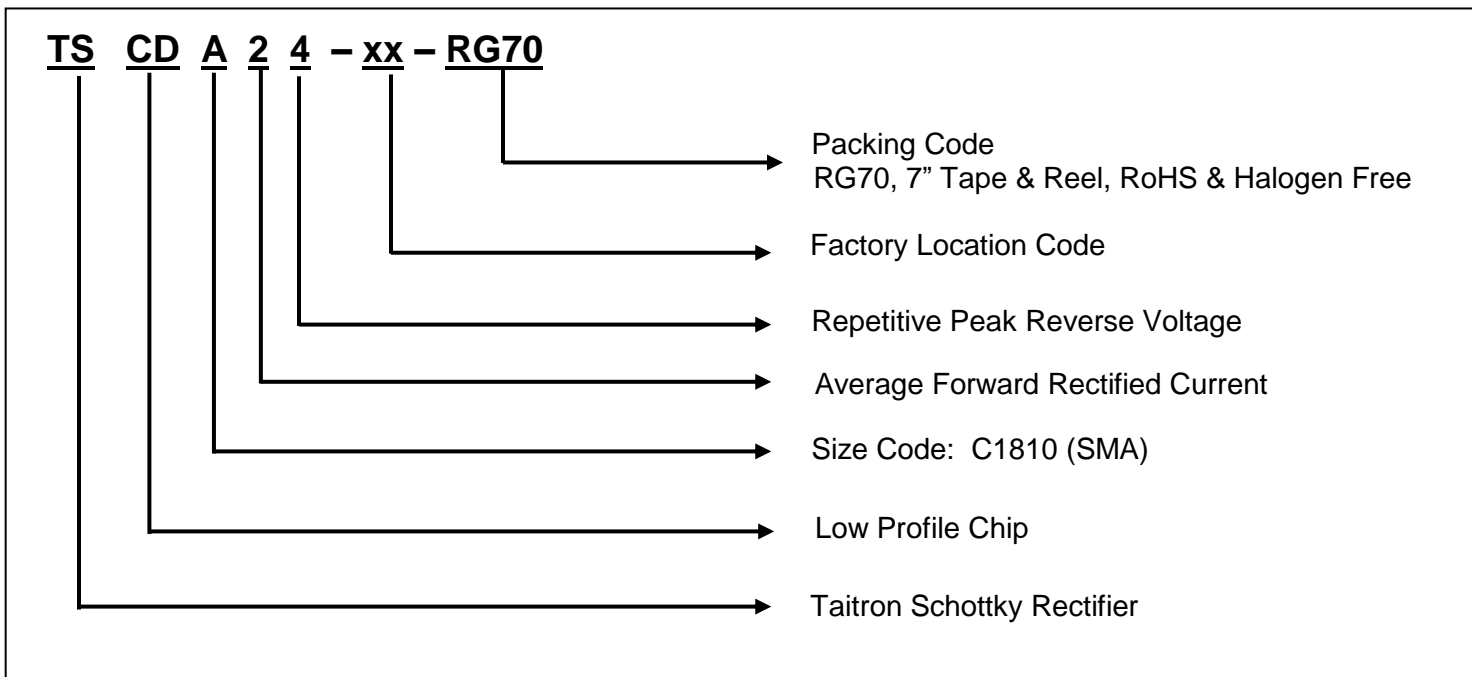 TS CD A 2 4 – xx – RG70
Packing Code
RG70, 7” Tape & Reel, RoHS & Halogen Free
Factory Location Code
Repetitive Peak Reverse Voltage
Average Forward Rectified Current
Size Code: C1810 (SMA)
Low Profile Chip
Taitron Schottky Rectifier